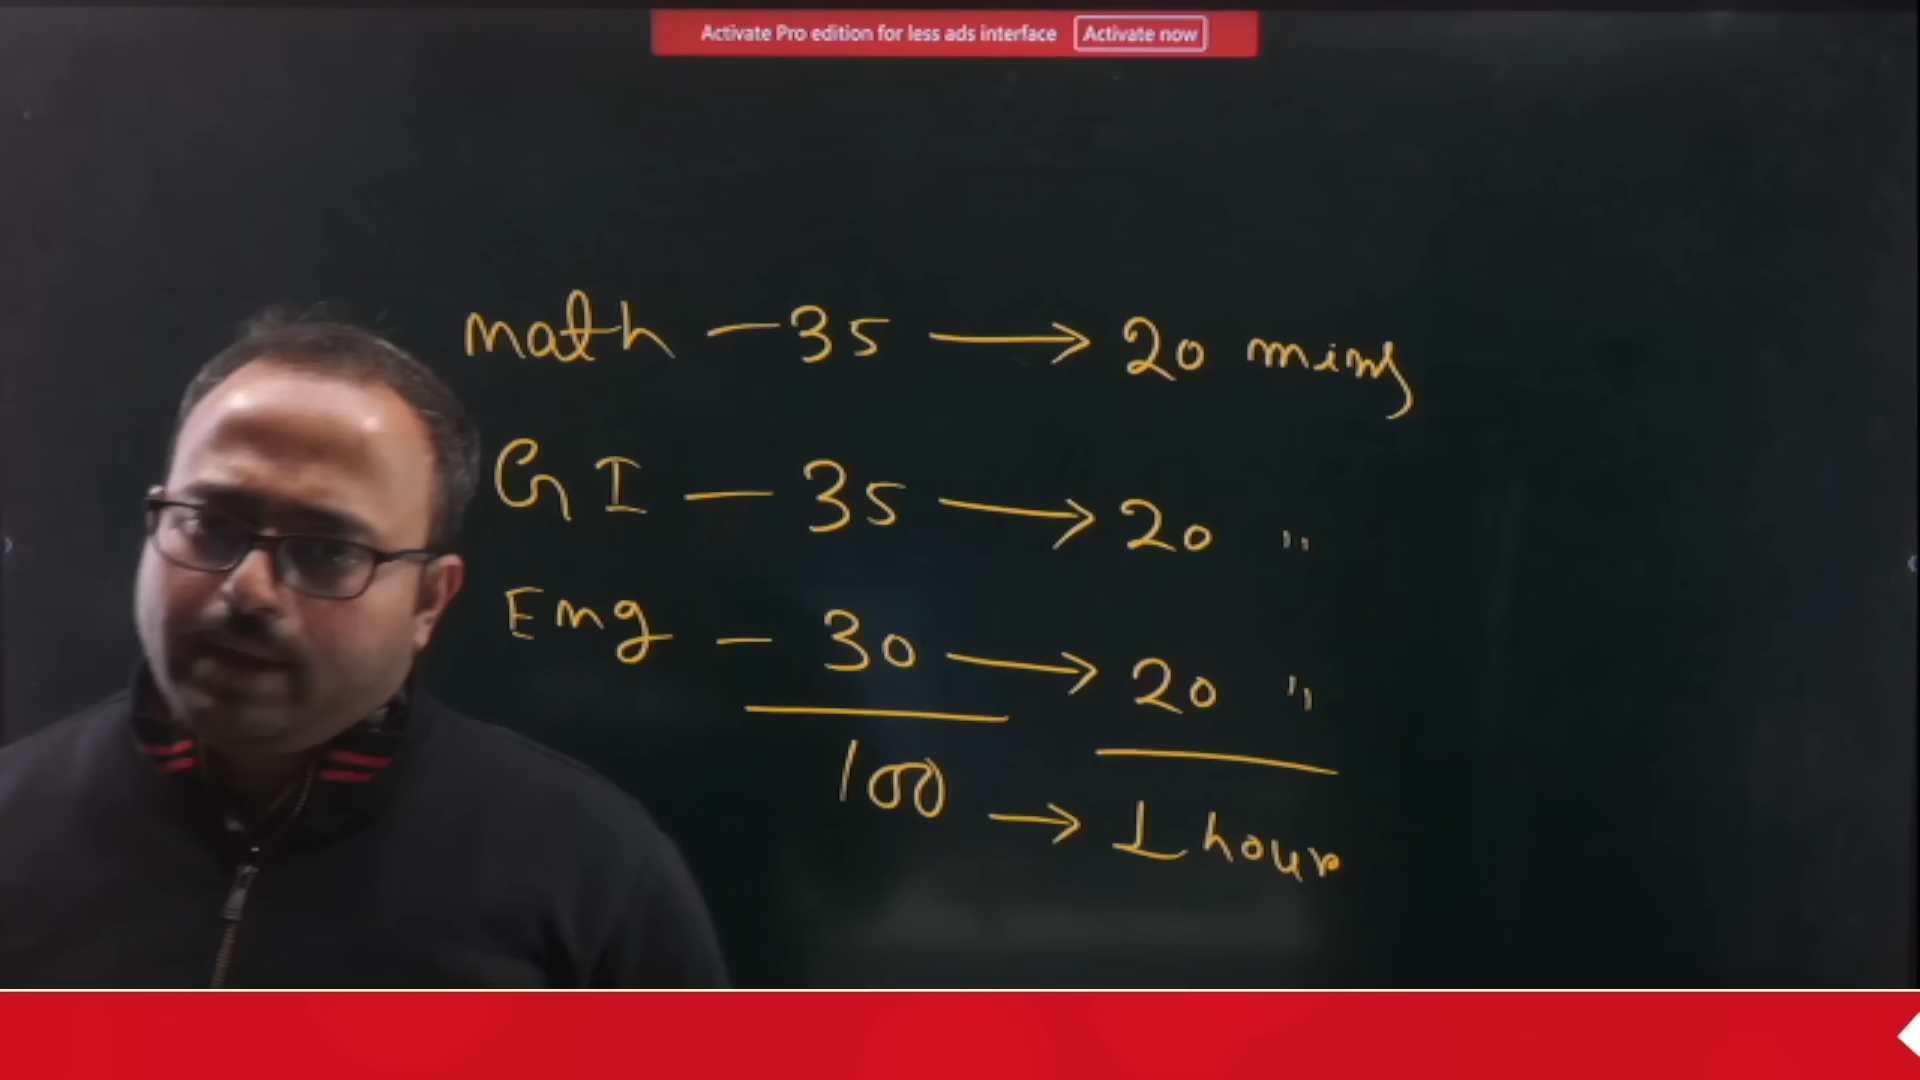 Activate Pro edition for less ads interface Activate now
math - 35 → 20 mins
GI - 35 → 20 "
Eng - 30 → 20 "
100 → 1 hour